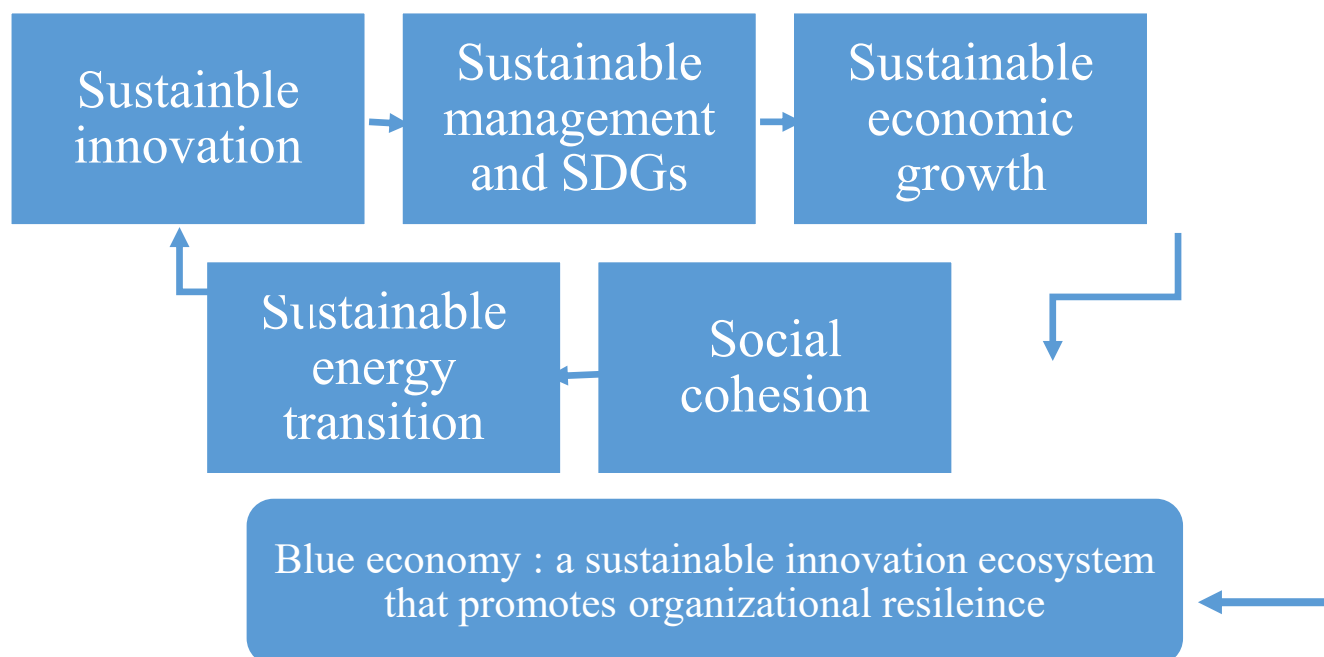 Sustainble
innovation
Sustainable
management
and SDGs
Sustainable
economic
growth
Sustainable
energy
transition
Social
cohesion
Blue economy : a sustainable innovation ecosystem
that promotes organizational resileince